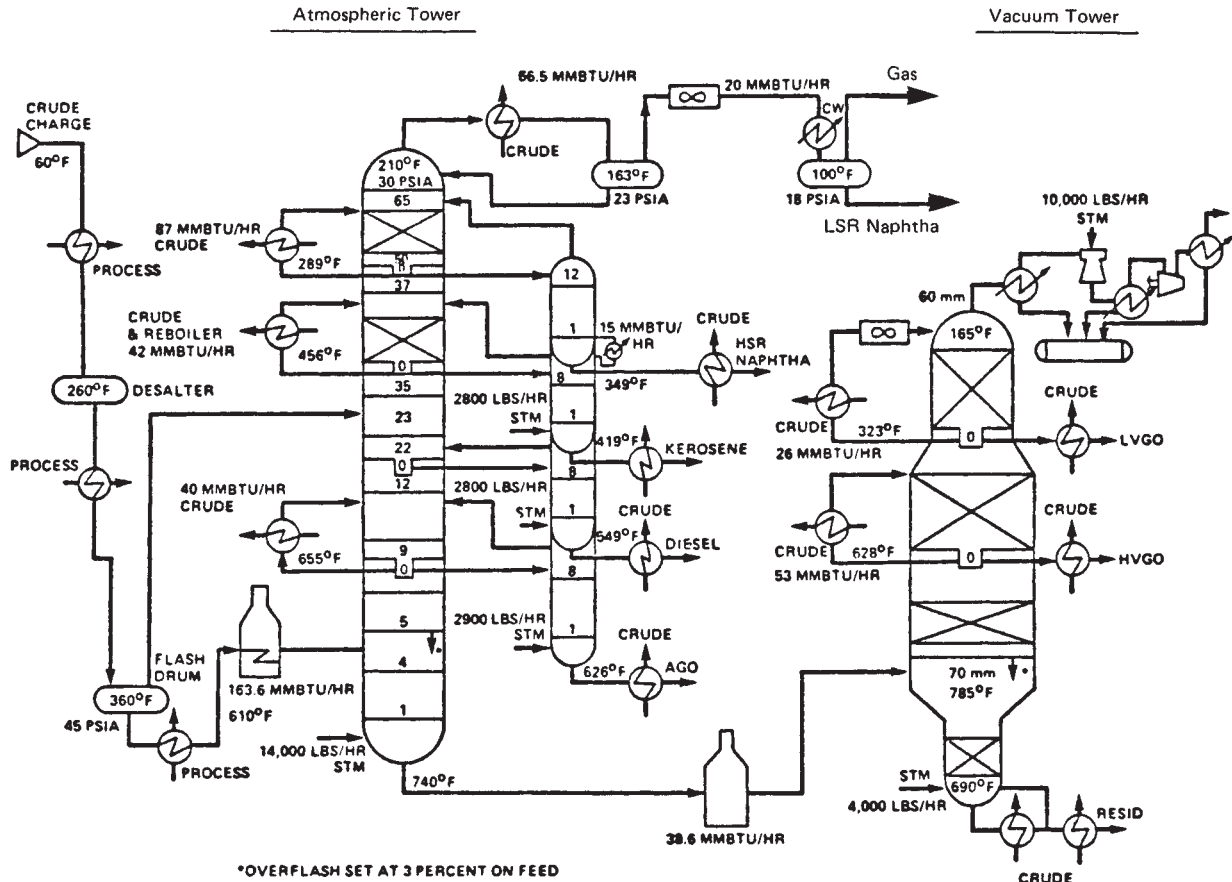 Atmospheric Tower
Vacuum Tower
66.5 MMBTU/HR
20 MMBTU/HR
Gas
CRUDE
CHARGE
60°F
CRUDE
CW
210°F
30 PSIA
163°F
23 PSIA
100°F
18 PSIA
LSR Naphtha
65
10,000 LBS/HR
STM
87 MMBTU/HR
CRUDE
PROCESS
289°F
12
37
60 mm
CRUDE
& REBOILER
42 MMBTU/HR
456°F
0
1
15 MMBTU/
HR
CRUDE
HSR
NAPHTHA
349°F
165°F
260°F
DESALTER
35
8
2800 LBS/HR
STM
23
1
CRUDE
419°F
KEROSENE
CRUDE
26 MMBTU/HR
323°F
0
CRUDE
LVGO
PROCESS
22
0
12
8
2800 LBS/HR
STM
40 MMBTU/HR
CRUDE
1
CRUDE
549°F
DIESEL
CRUDE
53 MMBTU/HR
628°F
0
CRUDE
HVGO
655°F
9
0
8
5
2900 LBS/HR
STM
1
CRUDE
626°F
AGO
FLASH
DRUM
360°F
45 PSIA
163.6 MMBTU/HR
610°F
*
4
1
70 mm
785°F
*
PROCESS
14,000 LBS/HR
STM
740°F
38.6 MMBTU/HR
STM
4,000 LBS/HR
690°F
RESID
CRUDE
*OVERFLASH SET AT 3 PERCENT ON FEED